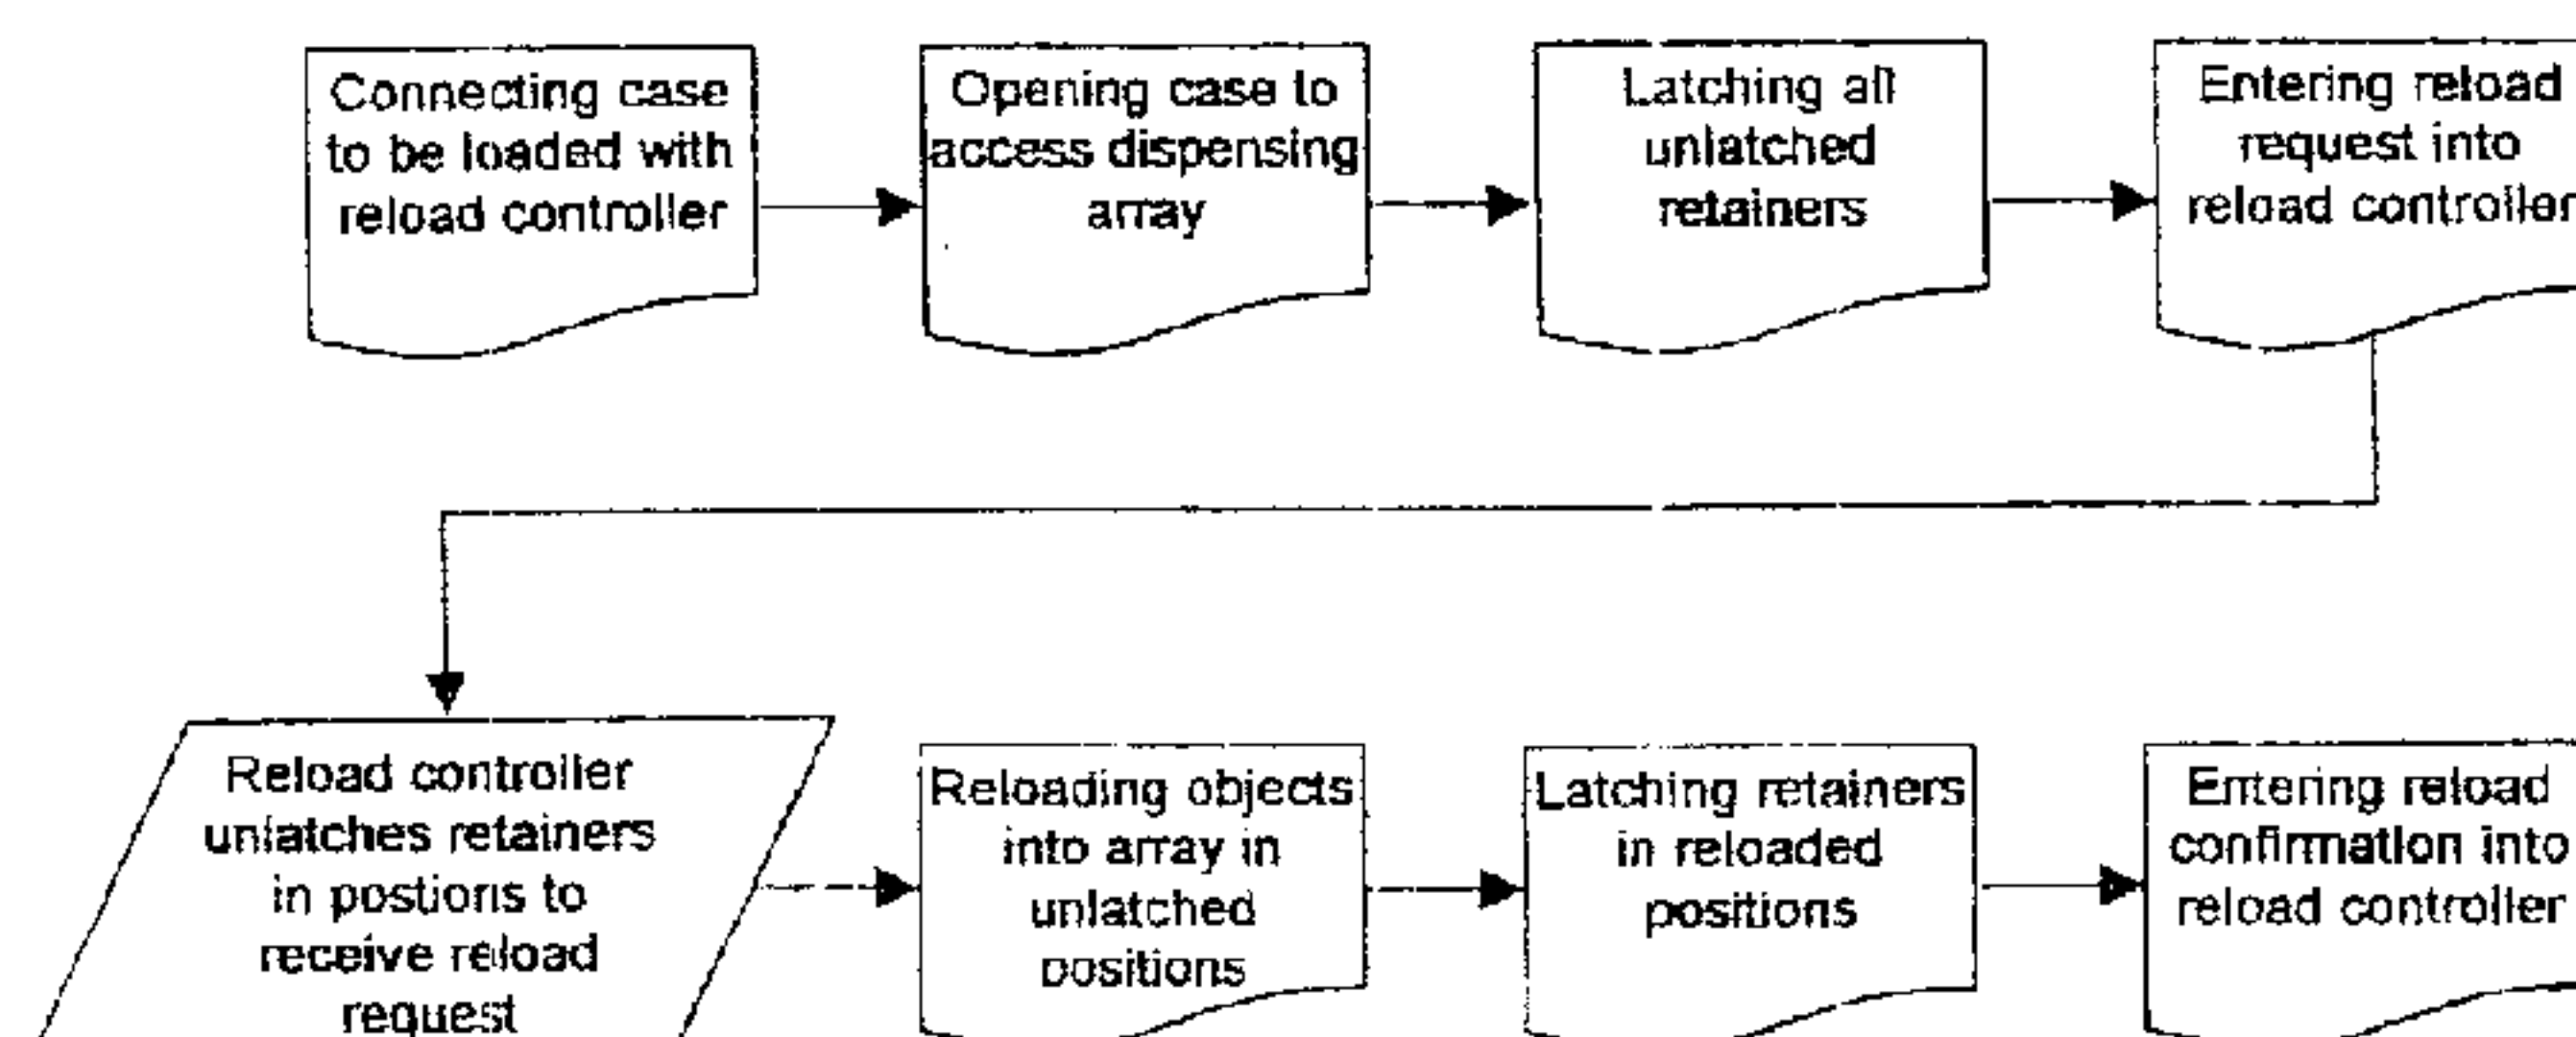 Connecting case
to be loaded with
reload controller
Opening case to
access dispensing
array
Latching all
unlatched
retainers
Entering reload
request into
reload controller
Reload controller
unlatches retainers
in postions to
receive reload
request
Reloading objects
into array in
unlatched
positions
Latching retainers
in reloaded
positions
Entering reload
confirmation into
reload controller